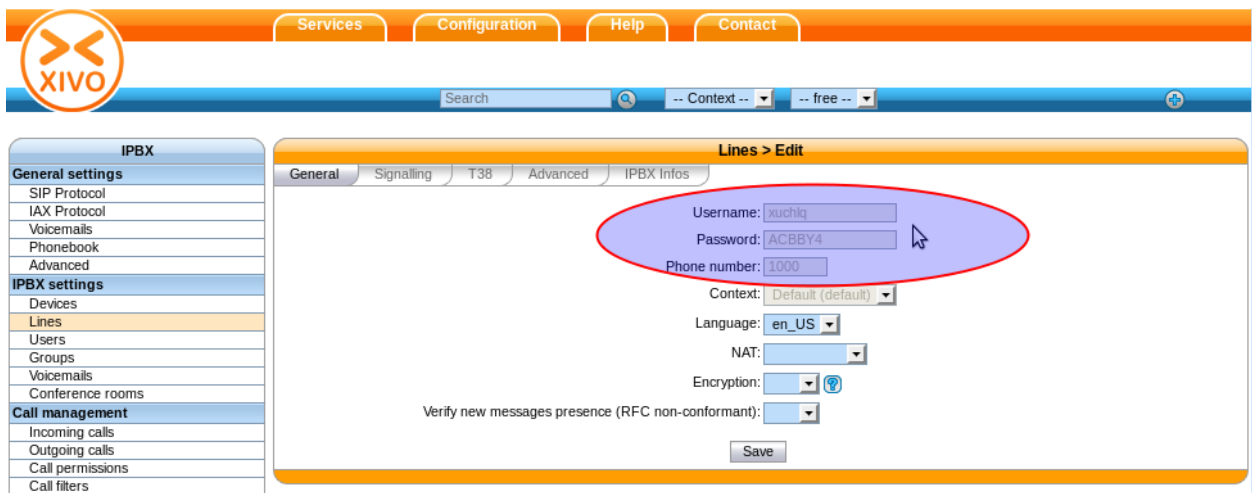 Services Configuration Help Contact
XIVO
Search -- Context -- -- free --
IPBX
General settings
SIP Protocol
IAX Protocol
Voicemails
Phonebook
Advanced
IPBX settings
Devices
Lines
Users
Groups
Voicemails
Conference rooms
Call management
Incoming calls
Outgoing calls
Call permissions
Call filters
Lines > Edit
General Signalling T38 Advanced IPBX Infos
Username: xuchlq
Password: ACBBY4
Phone number: 1000
Context: Default (default)
Language: en_US
NAT:
Encryption: ?
Verify new messages presence (RFC non-conformant):
Save